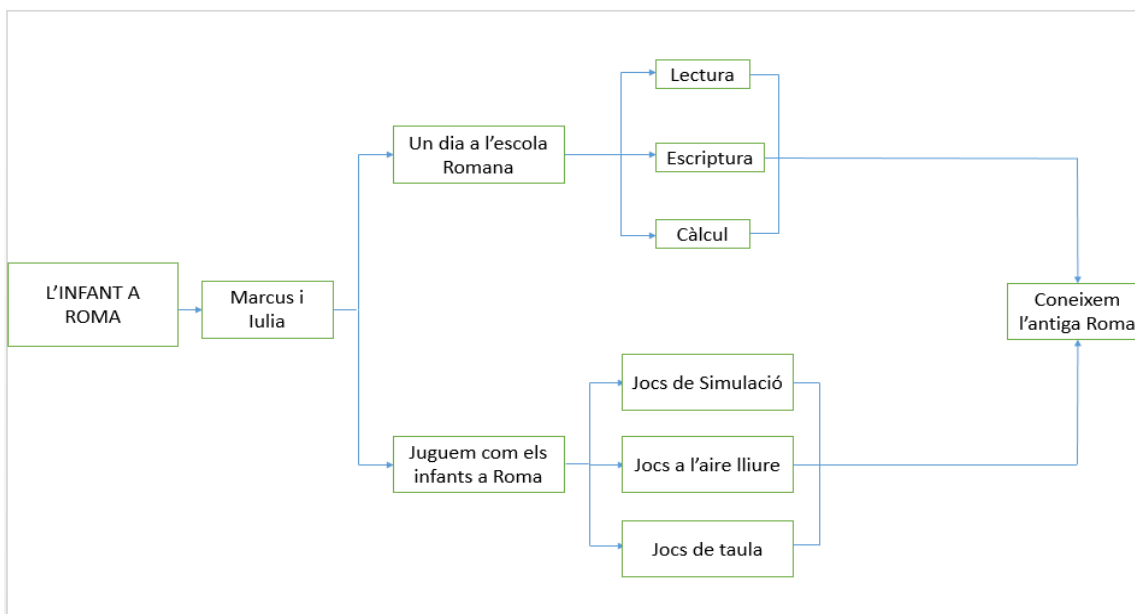 L'INFANT A
ROMA
Marcus i
Iulia
Un dia a l'escola
Romana
Lectura
Escriptura
Càlcul
Juguem com els
infants a Roma
Jocs de Simulació
Jocs a l'aire lliure
Jocs de taula
Coneixem
l'antiga Roma